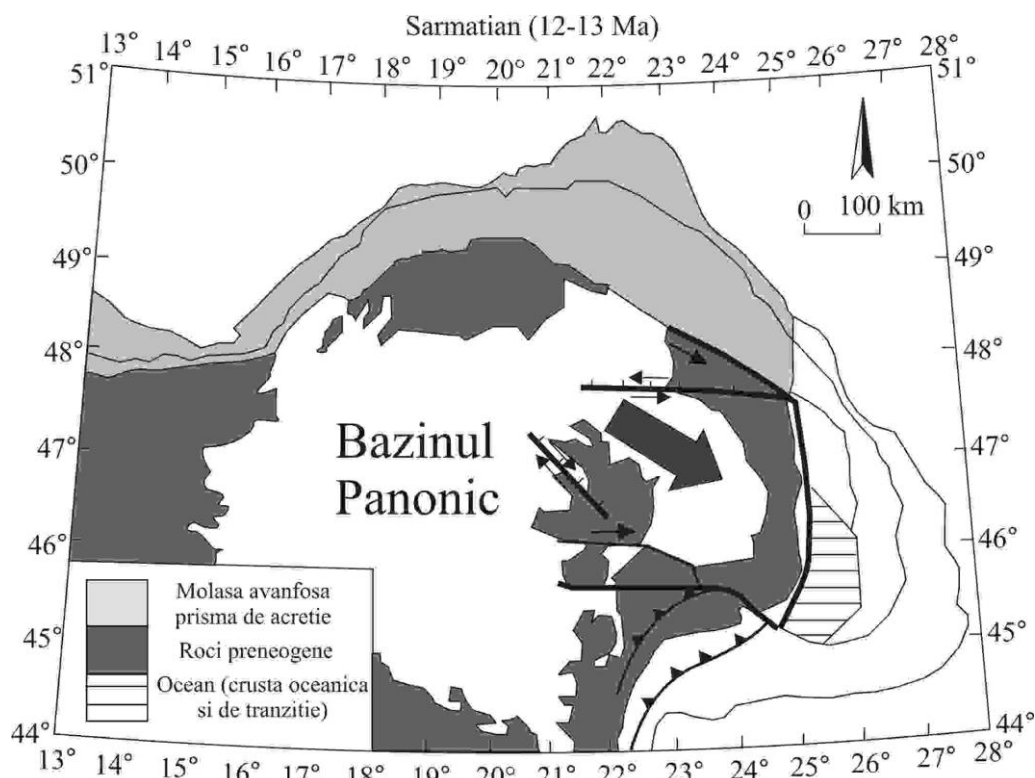 Sarmatian (12-13 Ma)
13° 14° 15° 16° 17° 18° 19° 20° 21° 22° 23° 24° 25° 26° 27° 28°
51° 51°
50° 50°
0 100 km
49° 49°
48° 48°
47° 47°
Bazinul
Panonic
46° 46°
Molasa avanfosa
prisma de acretie
45° 45°
Roci preneogene
Ocean (crusta oceanica
si de tranzitie)
44° 44°
13° 14° 15° 16° 17° 18° 19° 20° 21° 22° 23° 24° 25° 26° 27° 28°